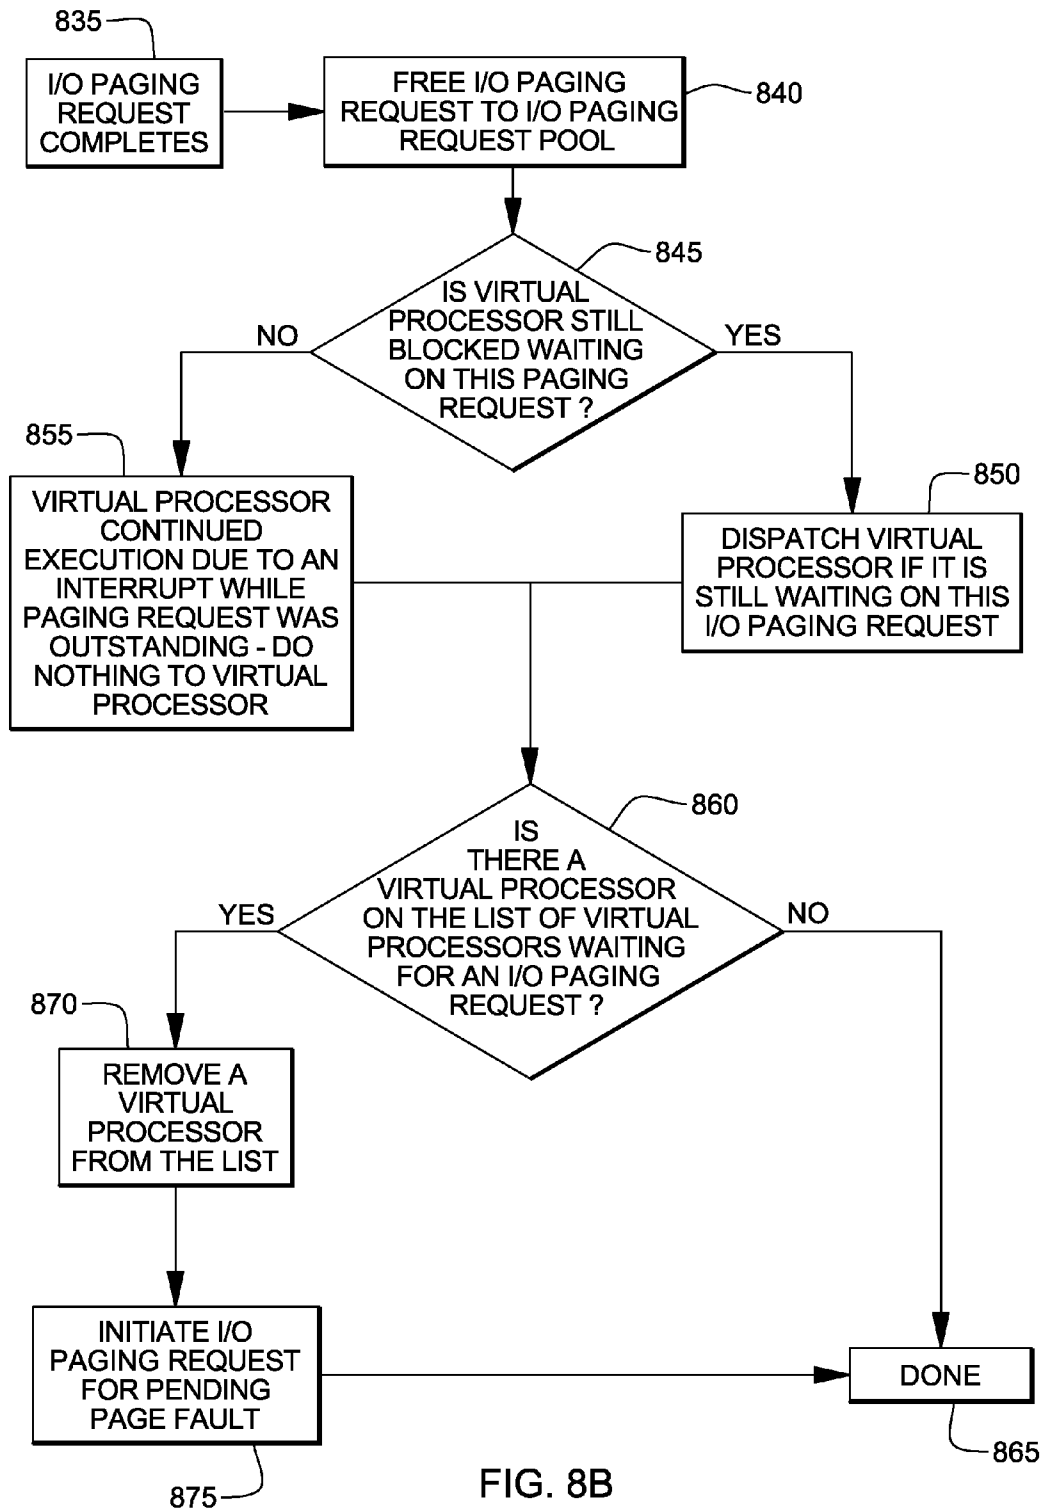 835
I/O PAGING
REQUEST
COMPLETES
FREE I/O PAGING
REQUEST TO I/O PAGING
REQUEST POOL
840
845
IS VIRTUAL
PROCESSOR STILL
BLOCKED WAITING
ON THIS PAGING
REQUEST ?
NO
YES
855
VIRTUAL PROCESSOR
CONTINUED
EXECUTION DUE TO AN
INTERRUPT WHILE
PAGING REQUEST WAS
OUTSTANDING - DO
NOTHING TO VIRTUAL
PROCESSOR
850
DISPATCH VIRTUAL
PROCESSOR IF IT IS
STILL WAITING ON THIS
I/O PAGING REQUEST
860
IS
THERE A
VIRTUAL PROCESSOR
ON THE LIST OF VIRTUAL
PROCESSORS WAITING
FOR AN I/O PAGING
REQUEST ?
YES
NO
870
REMOVE A
VIRTUAL
PROCESSOR
FROM THE LIST
INITIATE I/O
PAGING REQUEST
FOR PENDING
PAGE FAULT
875
DONE
865
FIG. 8B